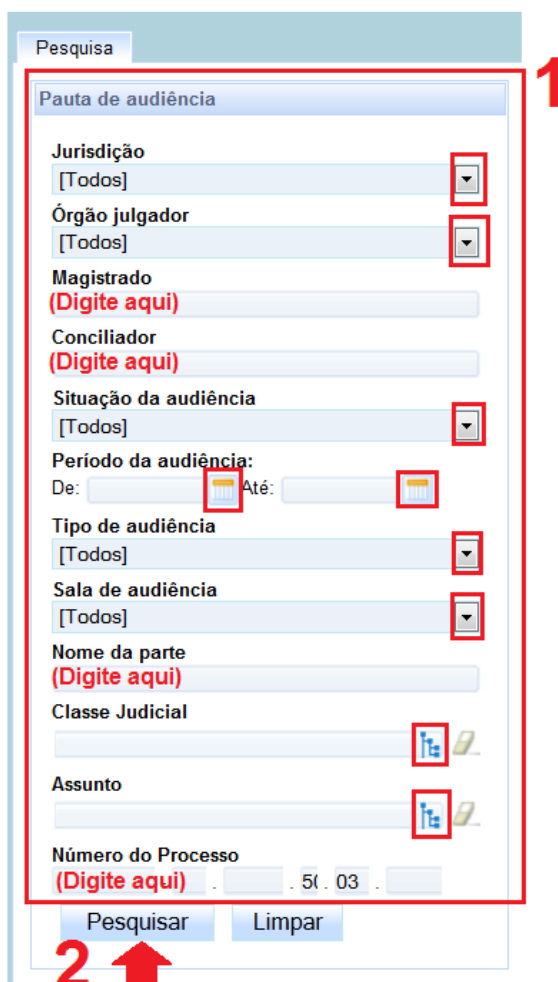 Pesquisa
1
Pauta de audiência
Jurisdição
[Todos]
Órgão julgador
[Todos]
Magistrado
(Digite aqui)
Conciliador
(Digite aqui)
Situação da audiência
[Todos]
Período da audiência:
De: Até:
Tipo de audiência
[Todos]
Sala de audiência
[Todos]
Nome da parte
(Digite aqui)
Classe Judicial
Assunto
Número do Processo
(Digite aqui) . . 50 . 03 .
Pesquisar Limpar
2